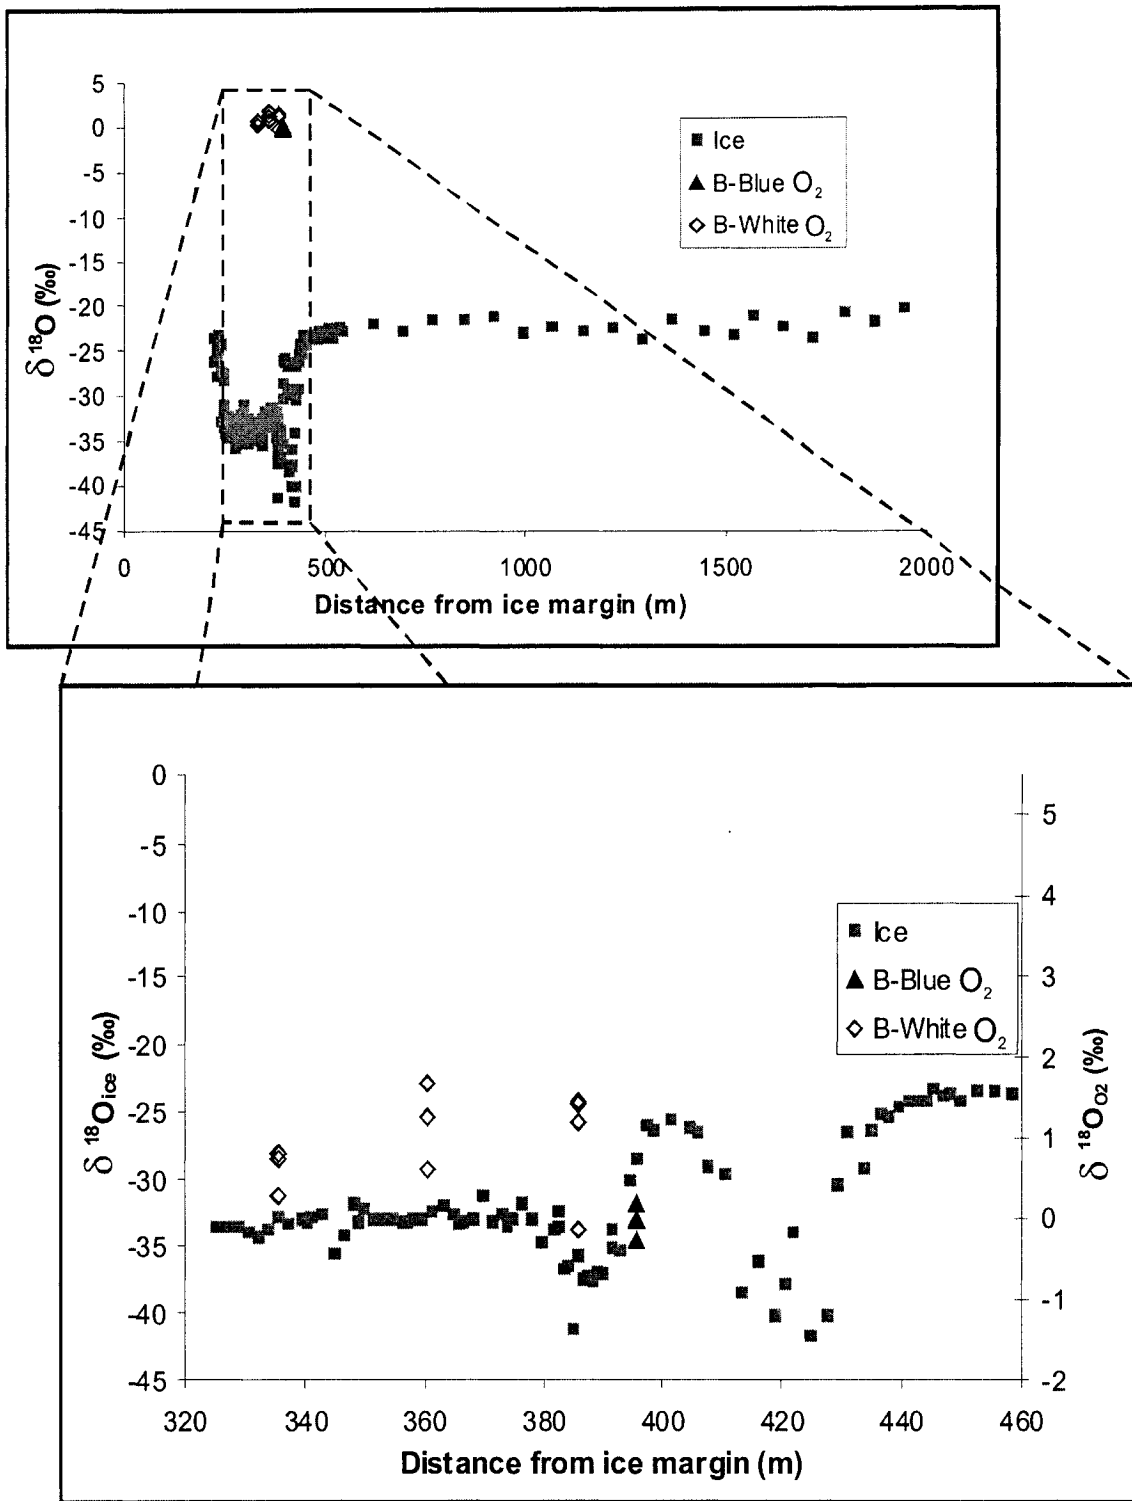 5
0
-5
-10
-15
-20
-25
-30
-35
-40
-45
δ 18O (‰)
Ice
B-Blue O2
B-White O2
0 500 1000 1500 2000
Distance from ice margin (m)
0
-5
-10
-15
-20
-25
-30
-35
-40
-45
δ 18Oice (‰)
Ice
B-Blue O2
B-White O2
5
4
3
2
1
0
-1
-2
δ 18OO2 (‰)
320 340 360 380 400 420 440 460
Distance from ice margin (m)